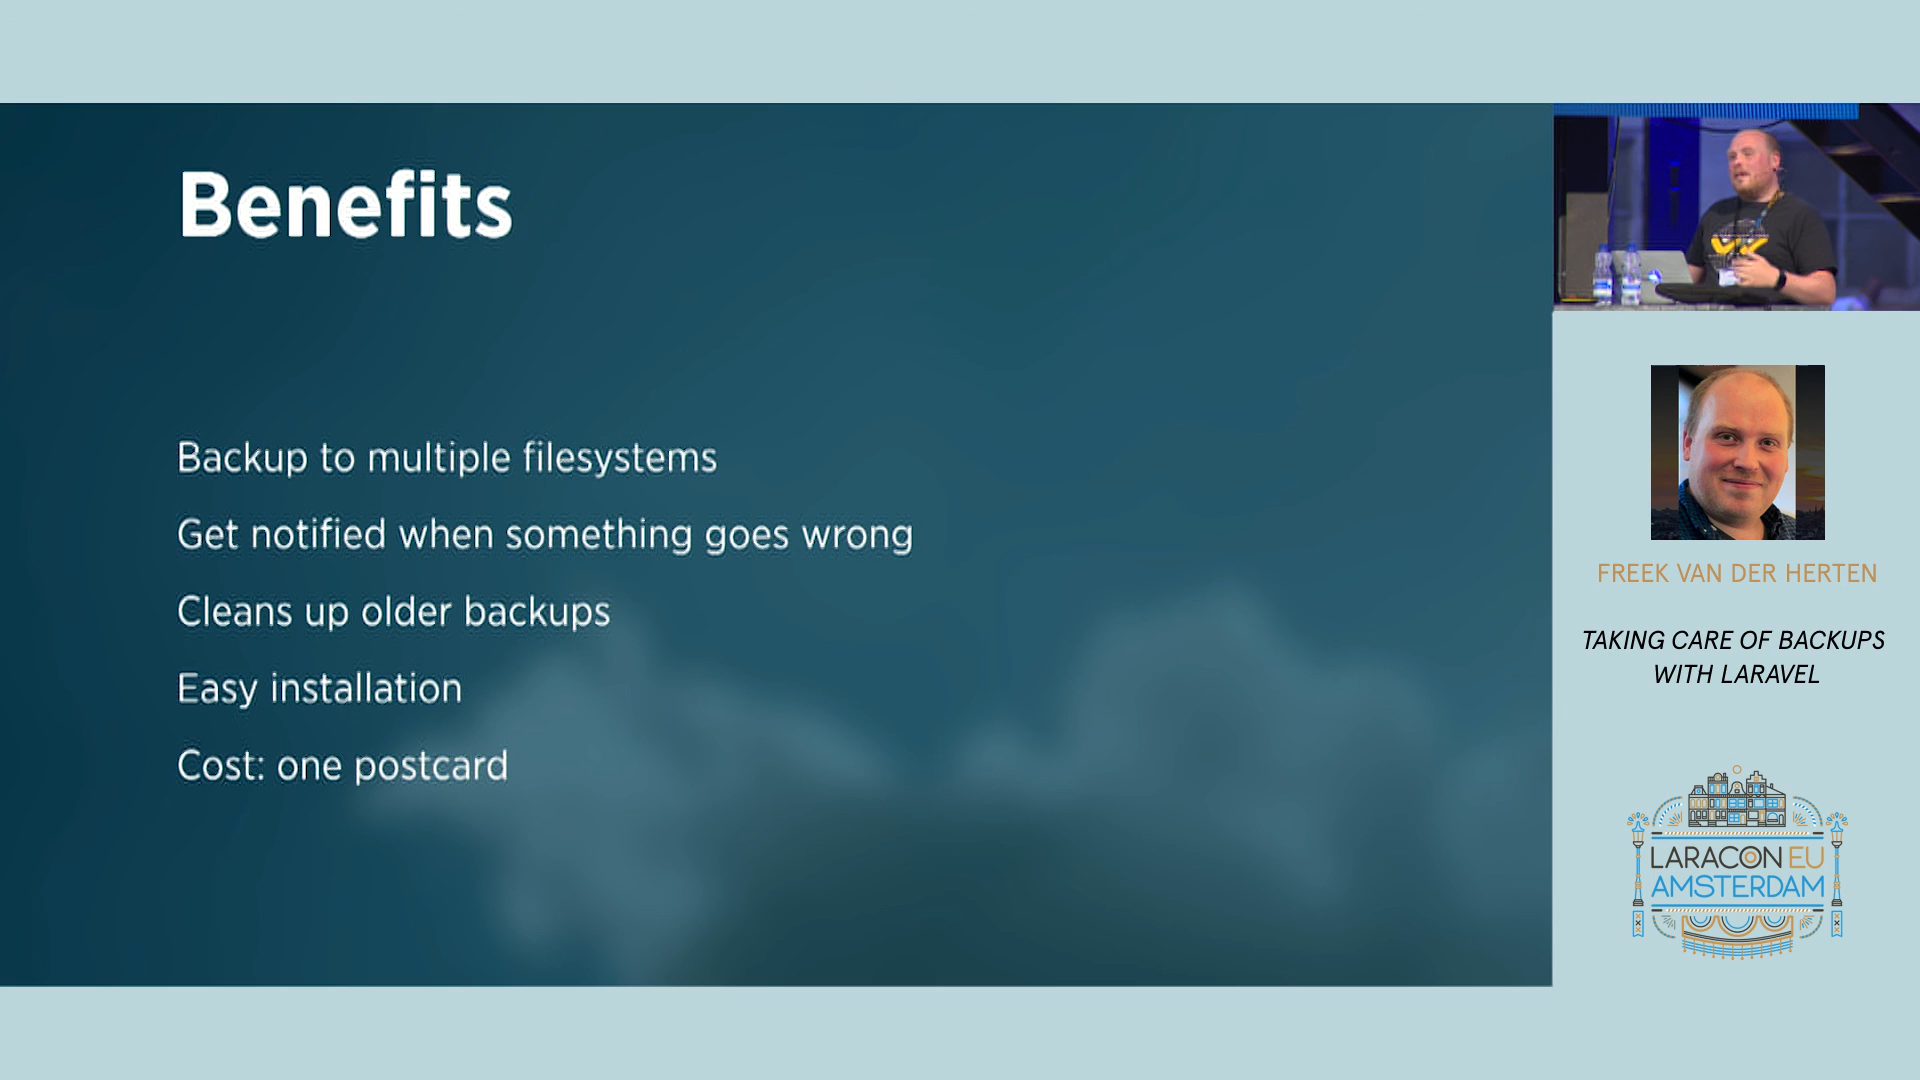 Benefits
Backup to multiple filesystems
Get notified when something goes wrong
Cleans up older backups
Easy installation
Cost: one postcard
FREEK VAN DER HERTEN
TAKING CARE OF BACKUPS
WITH LARAVEL
LARACON EU
AMSTERDAM